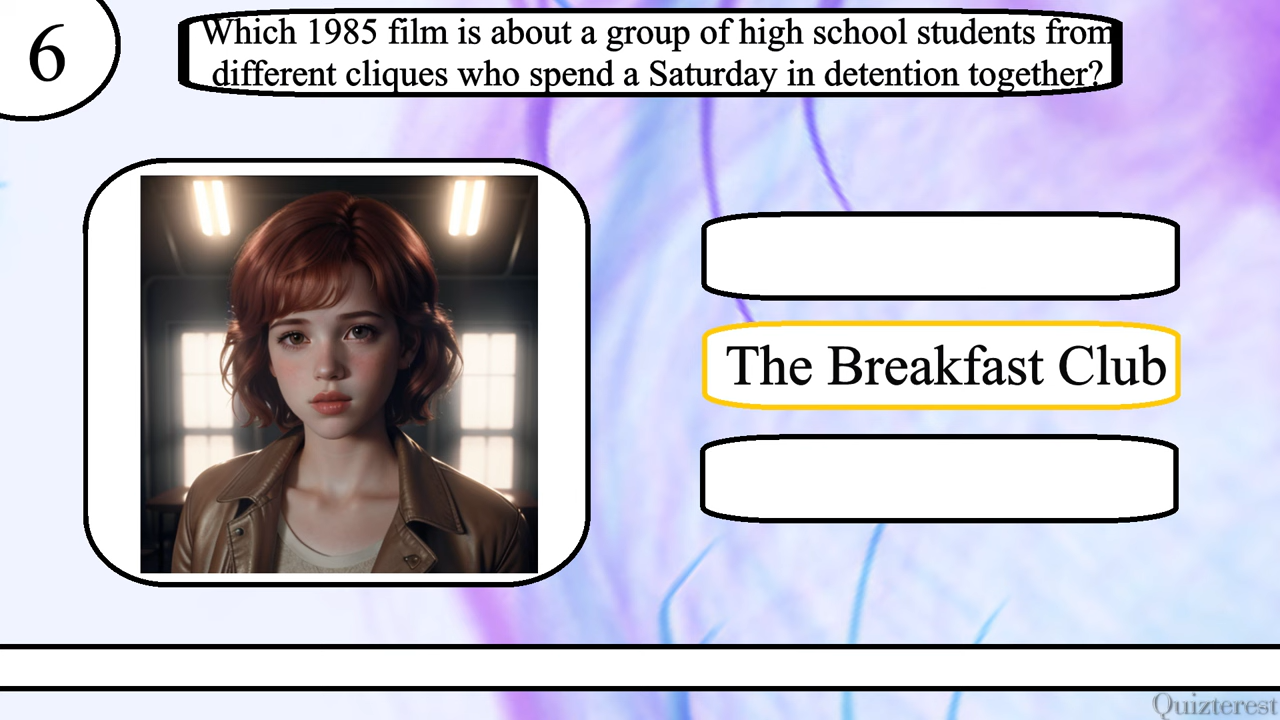 6
Which 1985 film is about a group of high school students from
different cliques who spend a Saturday in detention together?
The Breakfast Club
Quizterest